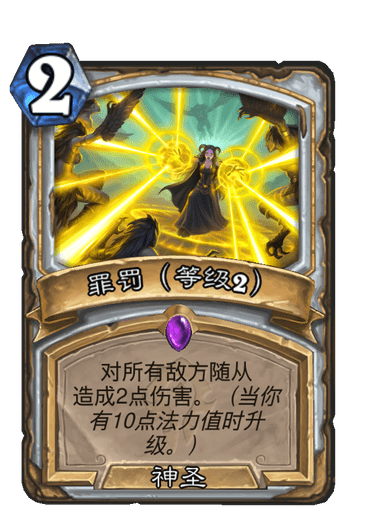 2
罪罚（等级2）
对所有敌方随从
造成2点伤害。（当你
有10点法力值时升
级。）
神圣